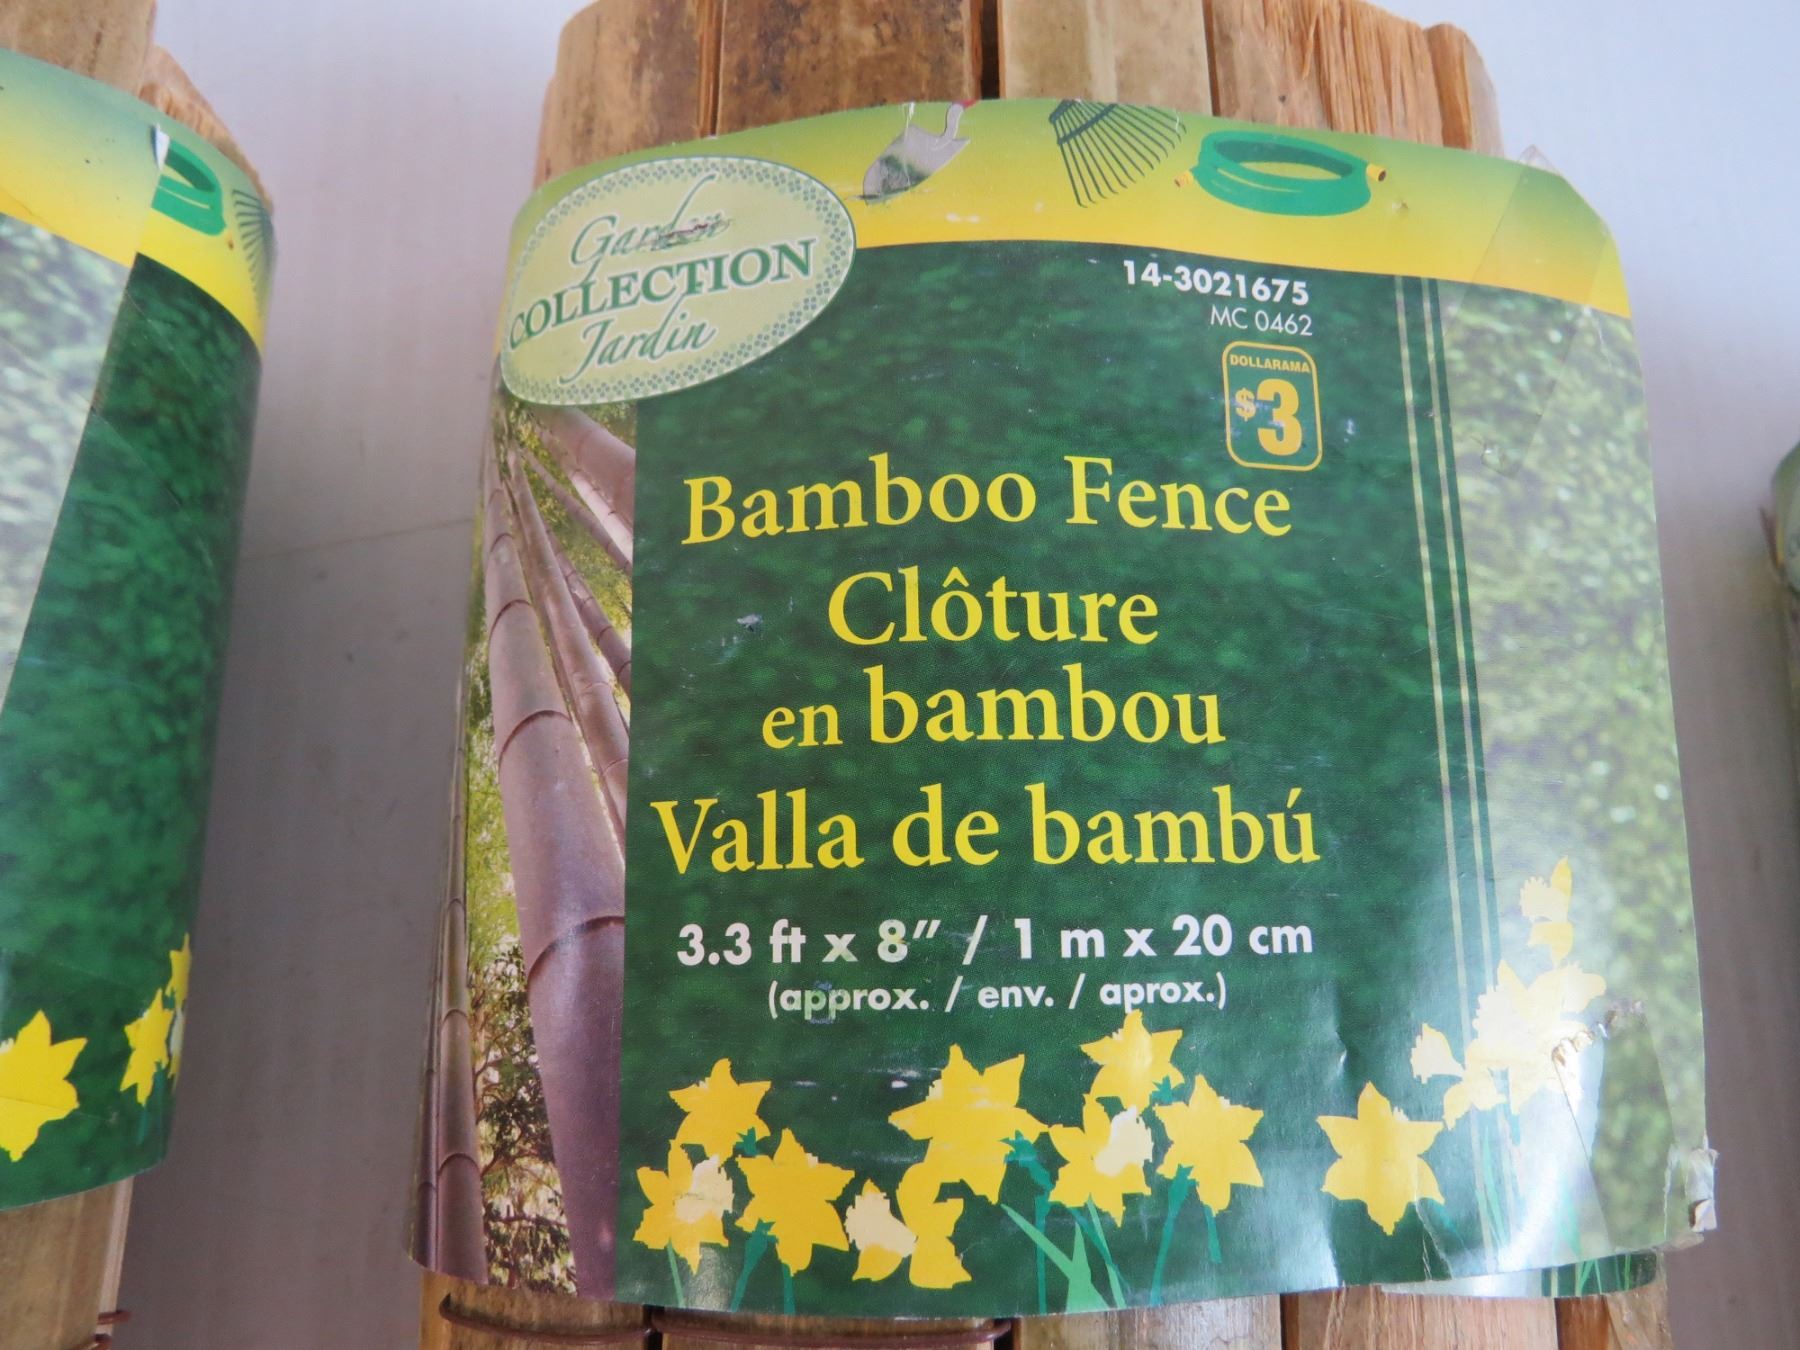 Garden
COLLECTION
Jardin
14-3021675
MC 0462
DOLLARAMA
$3
Bamboo Fence
Clôture
en bambou
Valla de bambú
3.3 ft x 8" / 1 m x 20 cm
(approx. / env. / aprox.)